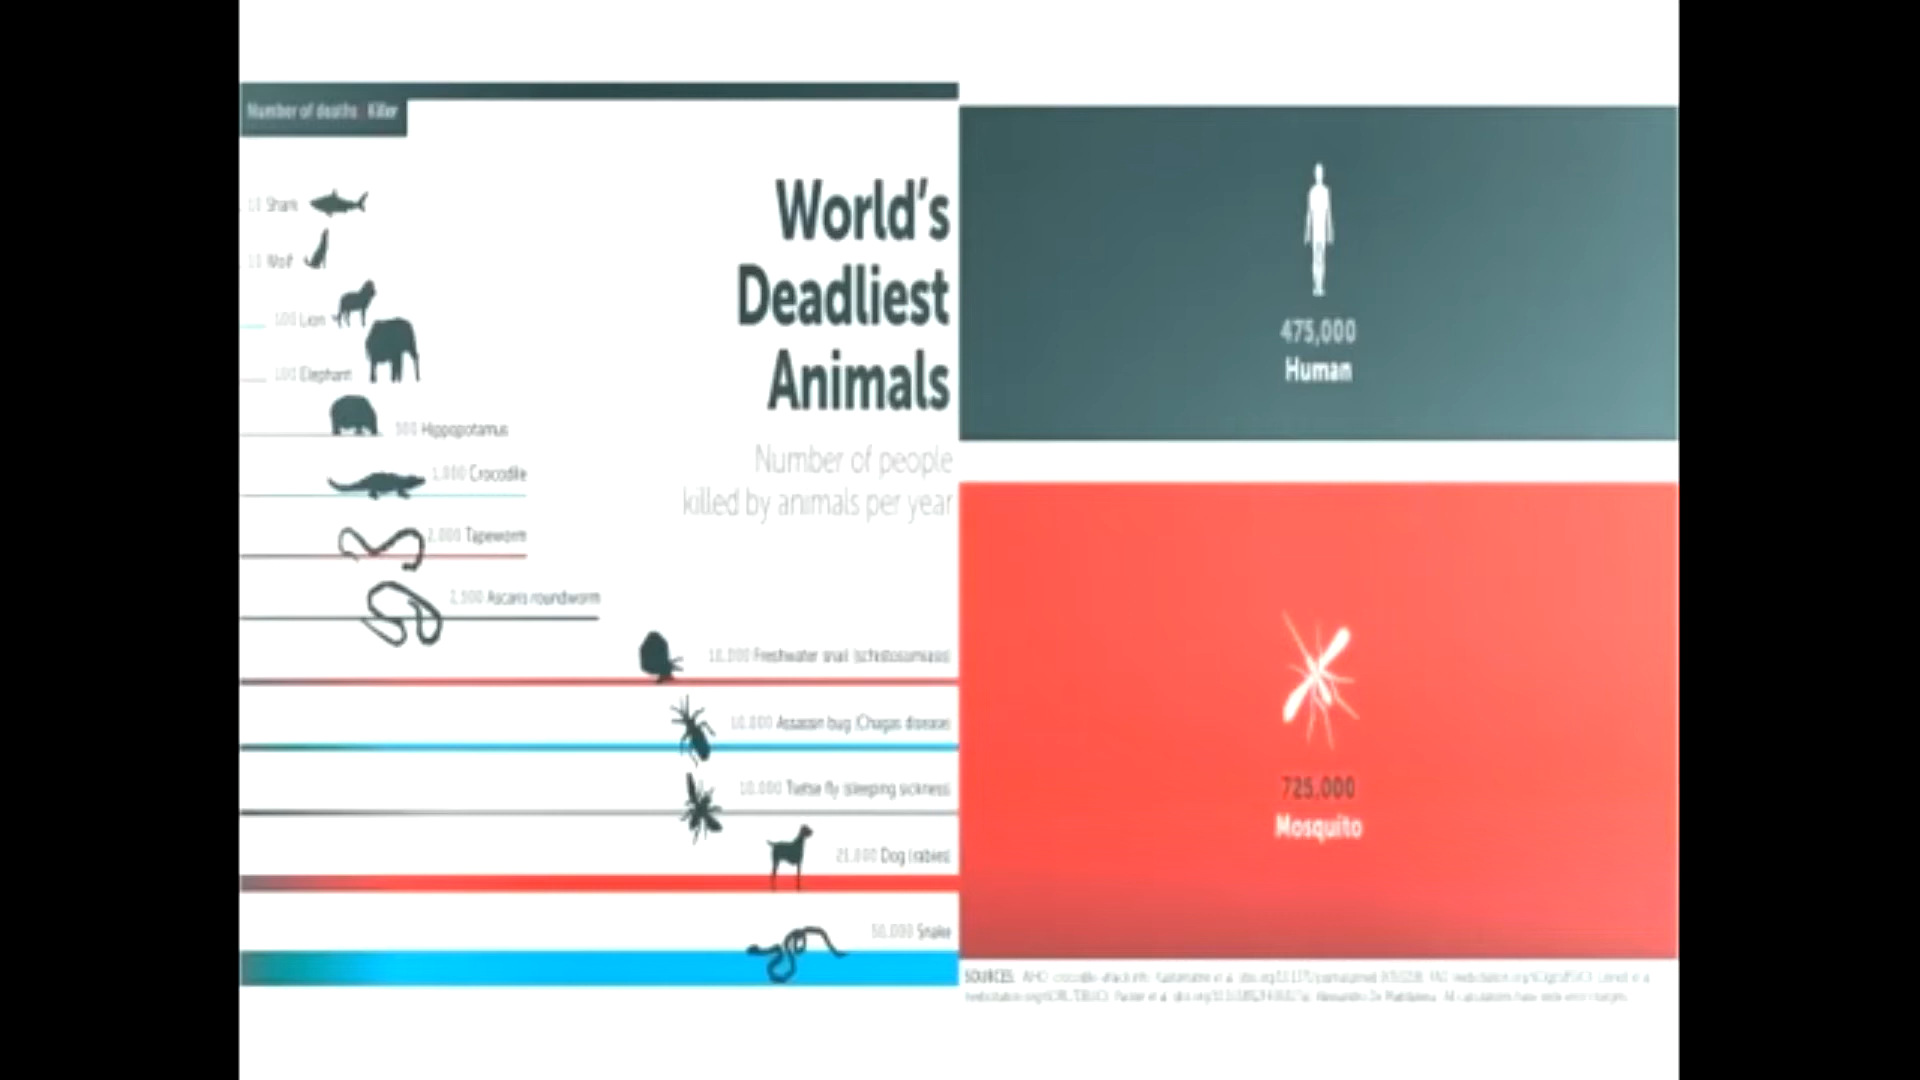 Number of deaths Killer
10 Shark
10 Wolf
100 Lion
100 Elephant
500 Hippopotamus
1,000 Crocodile
2,000 Tapeworm
2,500 Ascaris roundworm
10,000 Freshwater snail (schistosomiasis)
10,000 Assassin bug (Chagas disease)
10,000 Tsetse fly (sleeping sickness)
25,000 Dog (rabies)
50,000 Snake
World's
Deadliest
Animals
Number of people
killed by animals per year
475,000
Human
725,000
Mosquito
SOURCES: